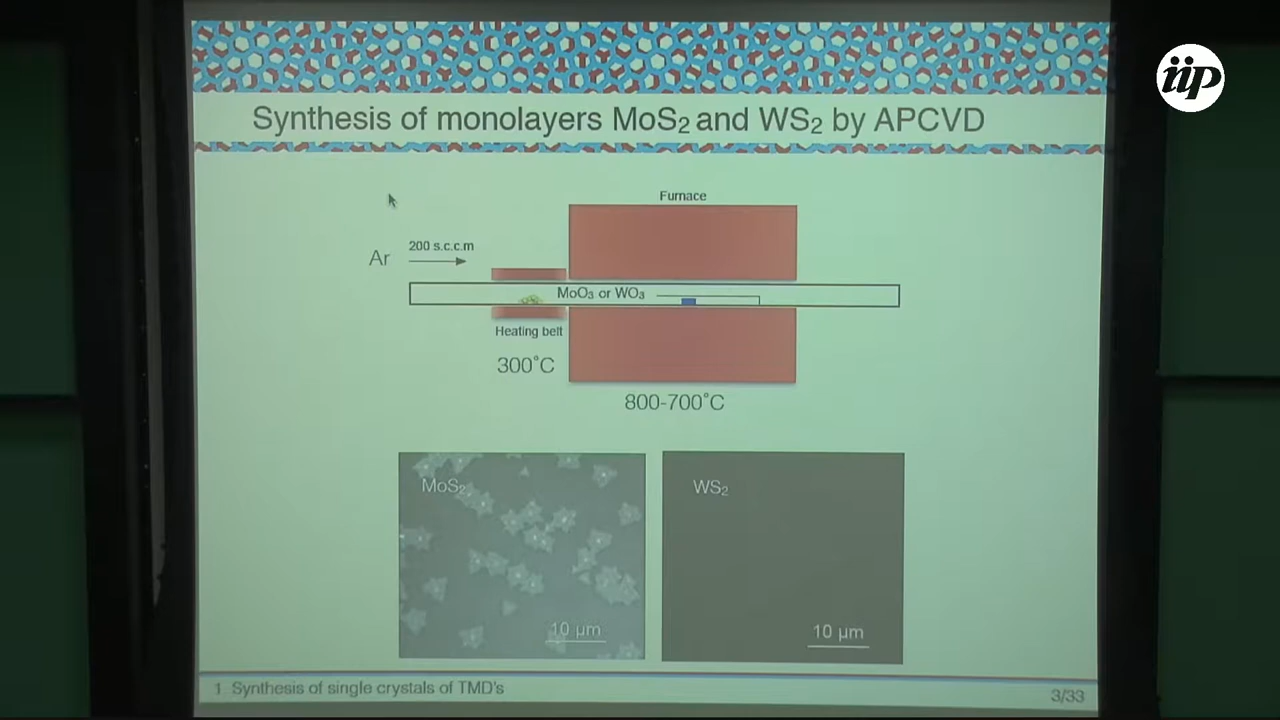 iip
Synthesis of monolayers MoS₂ and WS₂ by APCVD
Furnace
Ar
200 s.c.c.m
MoO₃ or WO₃
Heating belt
300˚C
800-700˚C
MoS₂
WS₂
10 µm
10 µm
1. Synthesis of single crystals of TMD's
3/33